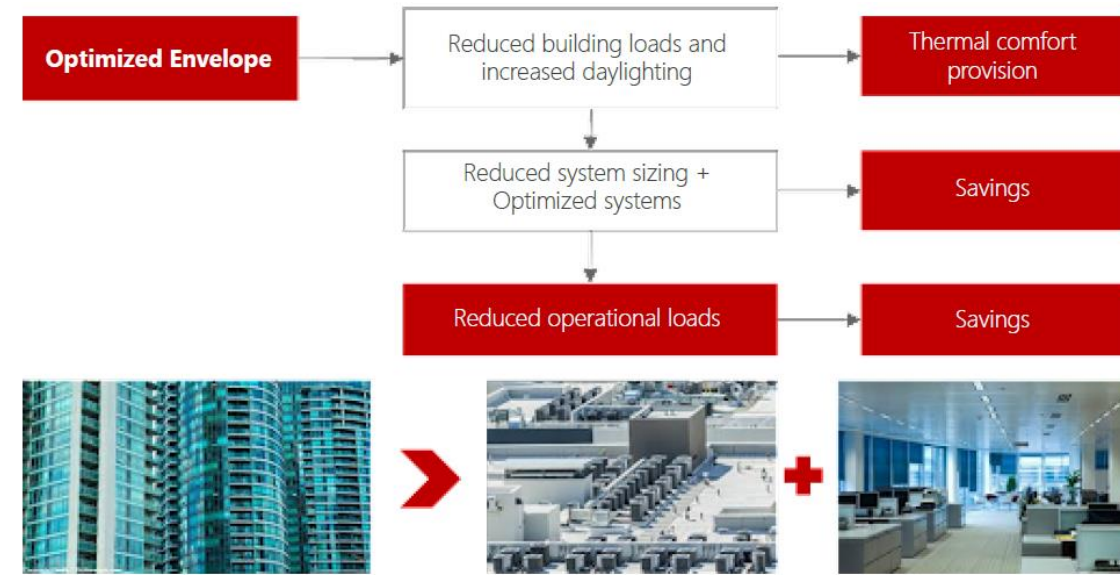 Optimized Envelope
Reduced building loads and
increased daylighting
Thermal comfort
provision
Reduced system sizing +
Optimized systems
Savings
Reduced operational loads
Savings